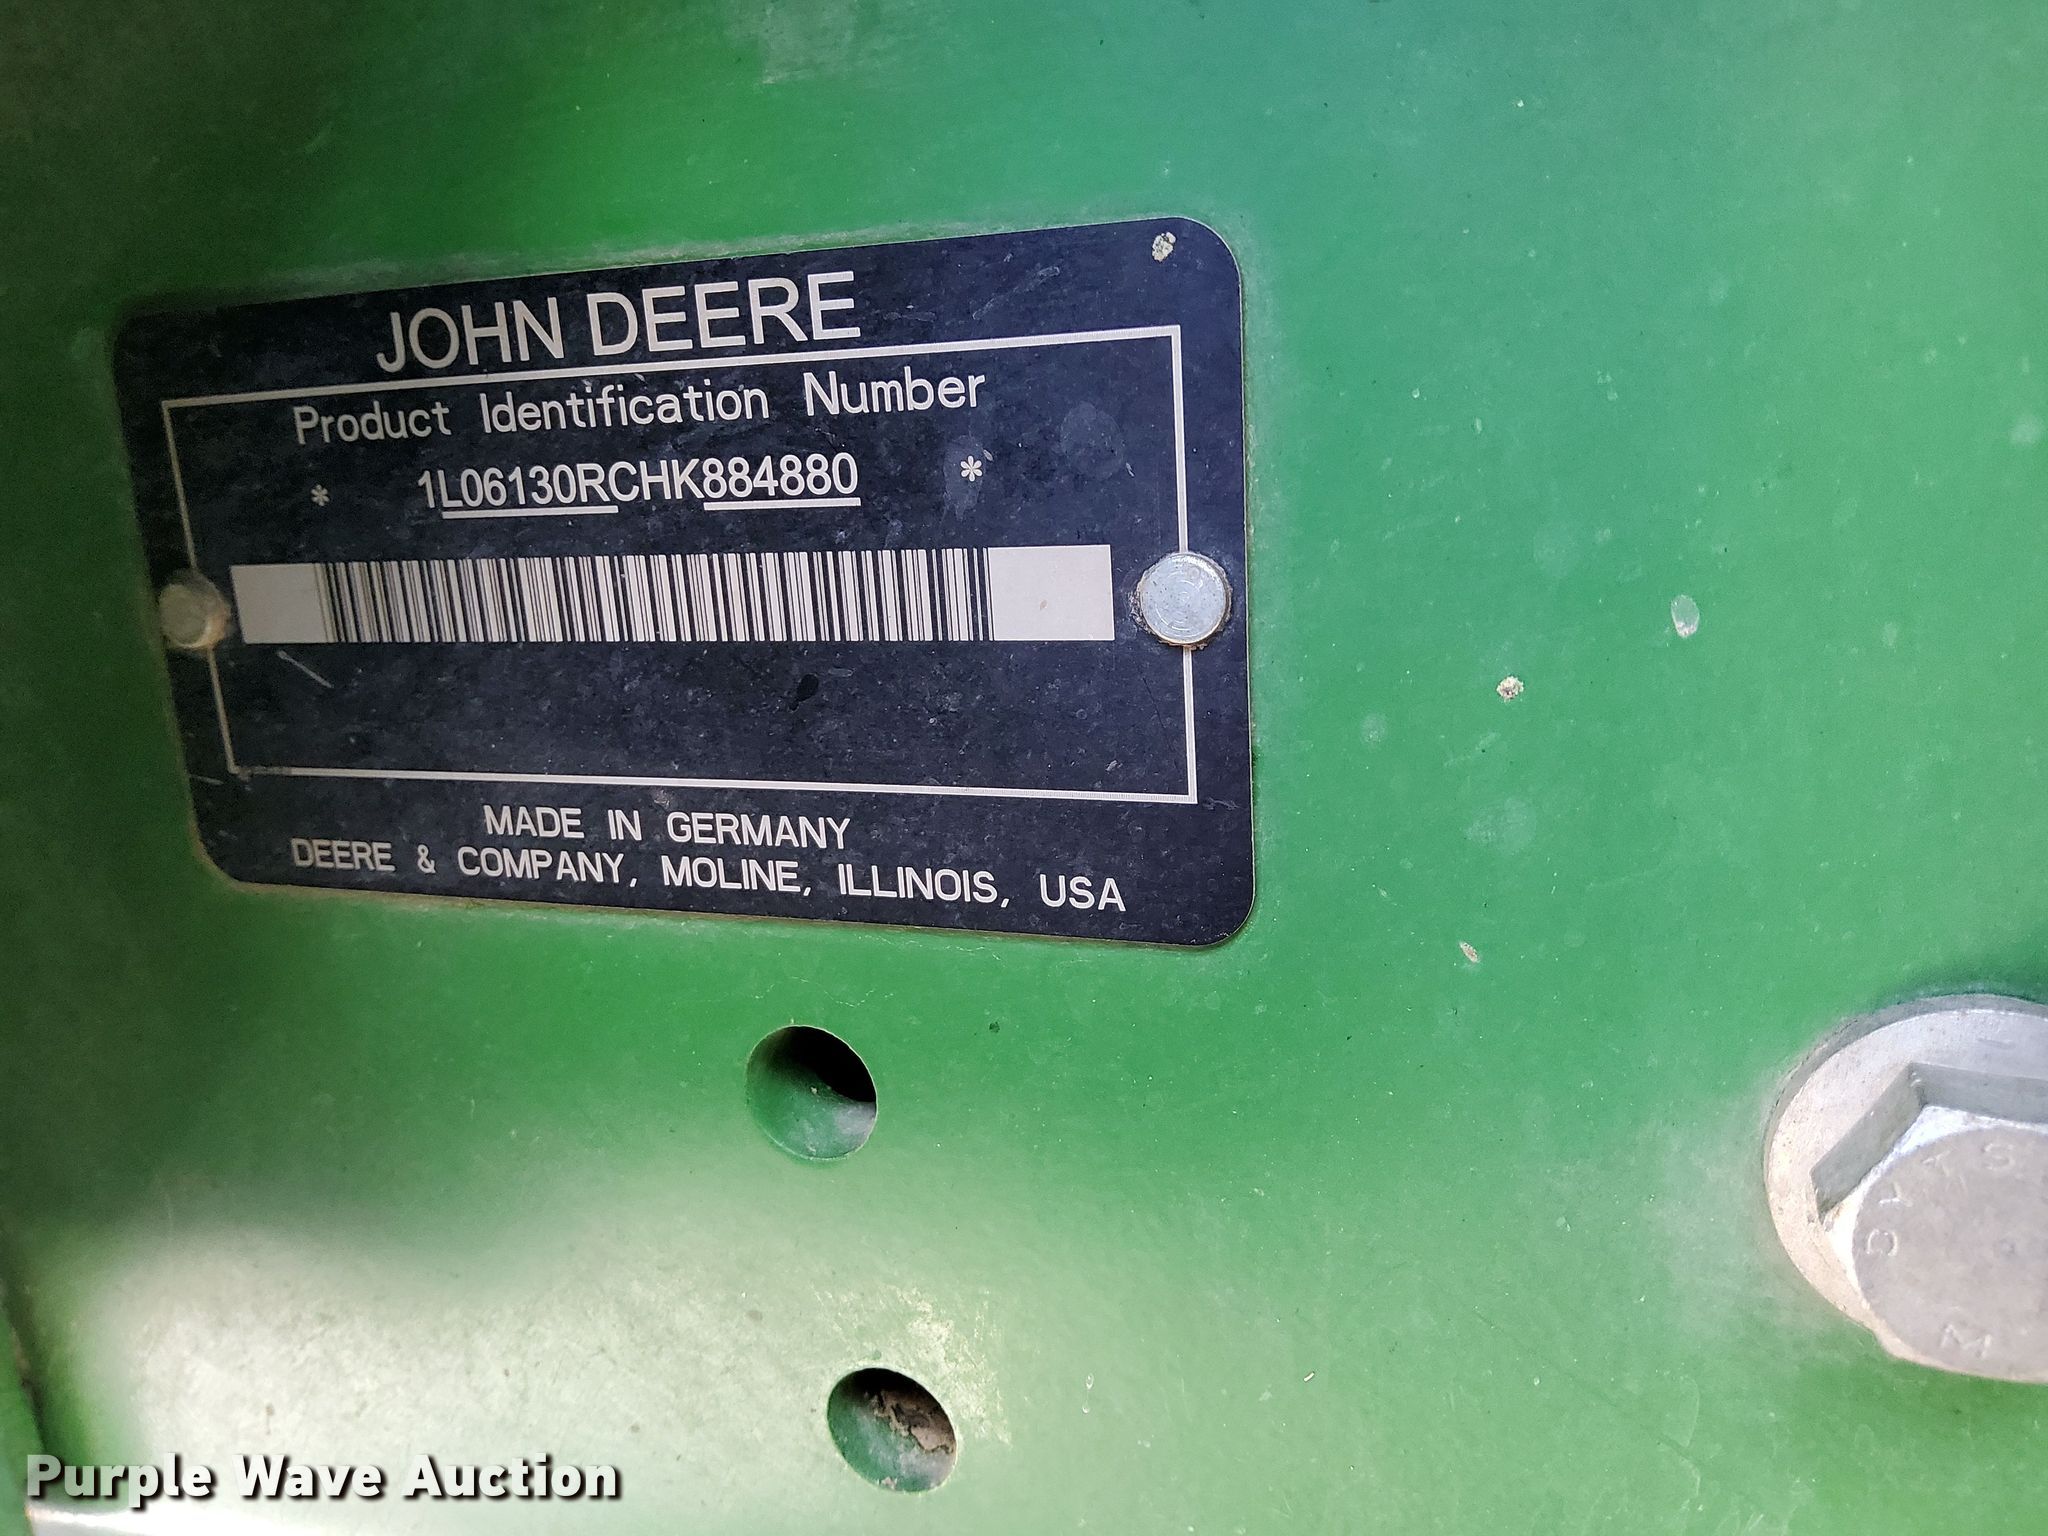 JOHN DEERE
Product Identification Number
* 1L06130RCHK884880 *
MADE IN GERMANY
DEERE & COMPANY, MOLINE, ILLINOIS, USA
Purple Wave Auction